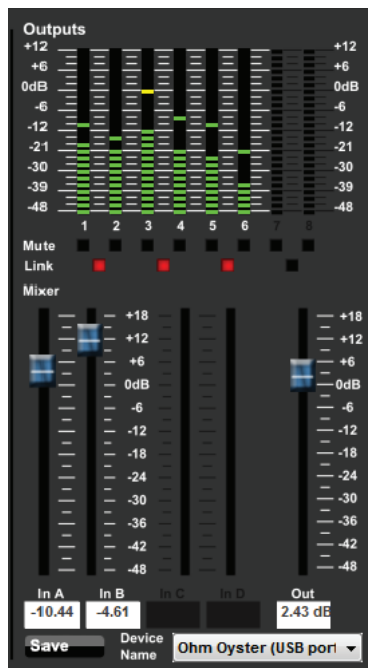 Outputs
+12 +12
+6 +6
0dB 0dB
-6 -6
-12 -12
-21 -21
-30 -30
-39 -39
-48 -48
1 2 3 4 5 6 7 8
Mute
Link
Mixer
+18 +18
+12 +12
+6 +6
0dB 0dB
-6 -6
-12 -12
-18 -18
-24 -24
-30 -30
-36 -36
-42 -42
-48 -48
In A In B In C In D Out
-10.44 -4.61 2.43 dB
Save Device Name Ohm Oyster (USB port